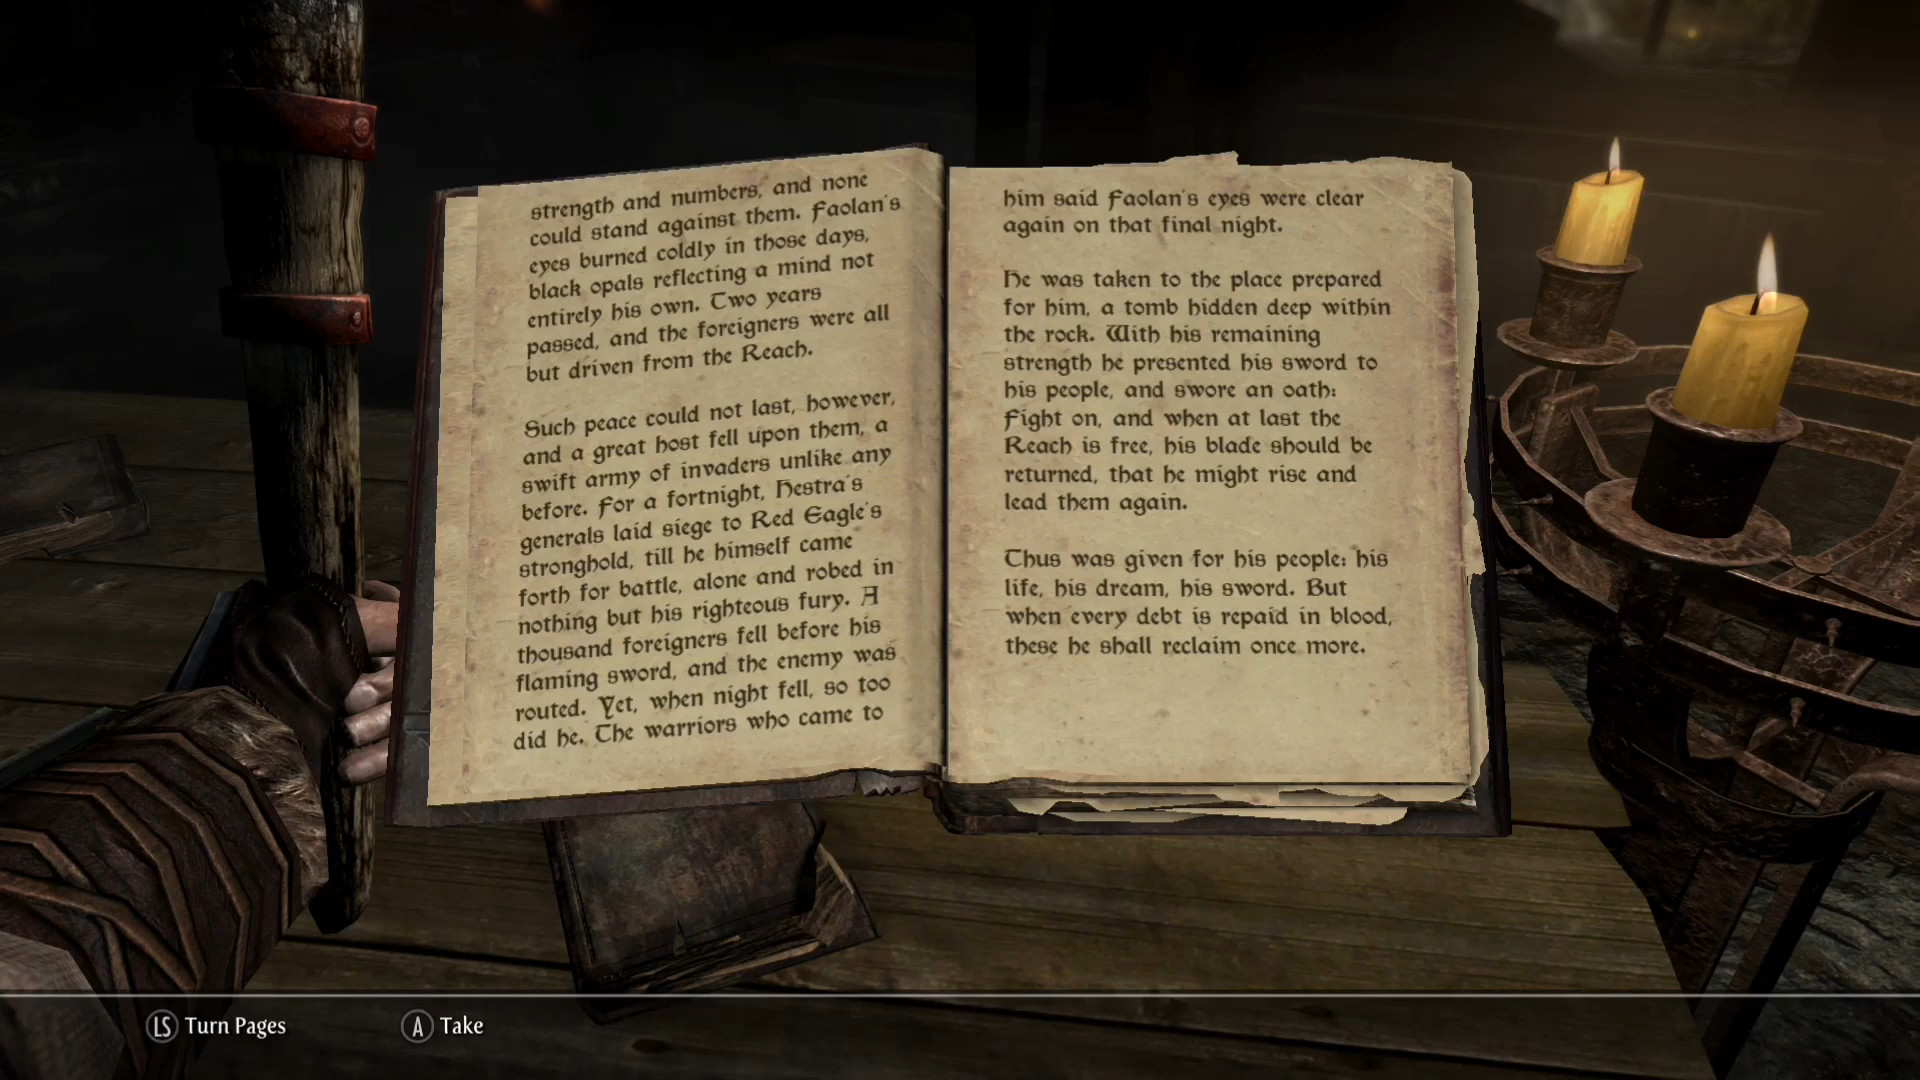 strength and numbers, and none
could stand against them. Faolan's
eyes burned coldly in those days,
black opals reflecting a mind not
entirely his own. Two years
passed, and the foreigners were all
but driven from the Reach.
Such peace could not last, however,
and a great host fell upon them, a
swift army of invaders unlike any
before. For a fortnight, Hestra's
generals laid siege to Red Eagle's
stronghold, till he himself came
forth for battle, alone and robed in
nothing but his righteous fury. A
thousand foreigners fell before his
flaming sword, and the enemy was
routed. Yet, when night fell, so too
did he. The warriors who came to
him said Faolan's eyes were clear
again on that final night.
He was taken to the place prepared
for him, a tomb hidden deep within
the rock. With his remaining
strength he presented his sword to
his people, and swore an oath:
Fight on, and when at last the
Reach is free, his blade should be
returned, that he might rise and
lead them again.
Thus was given for his people: his
life, his dream, his sword. But
when every debt is repaid in blood,
these he shall reclaim once more.
LS Turn Pages
A Take